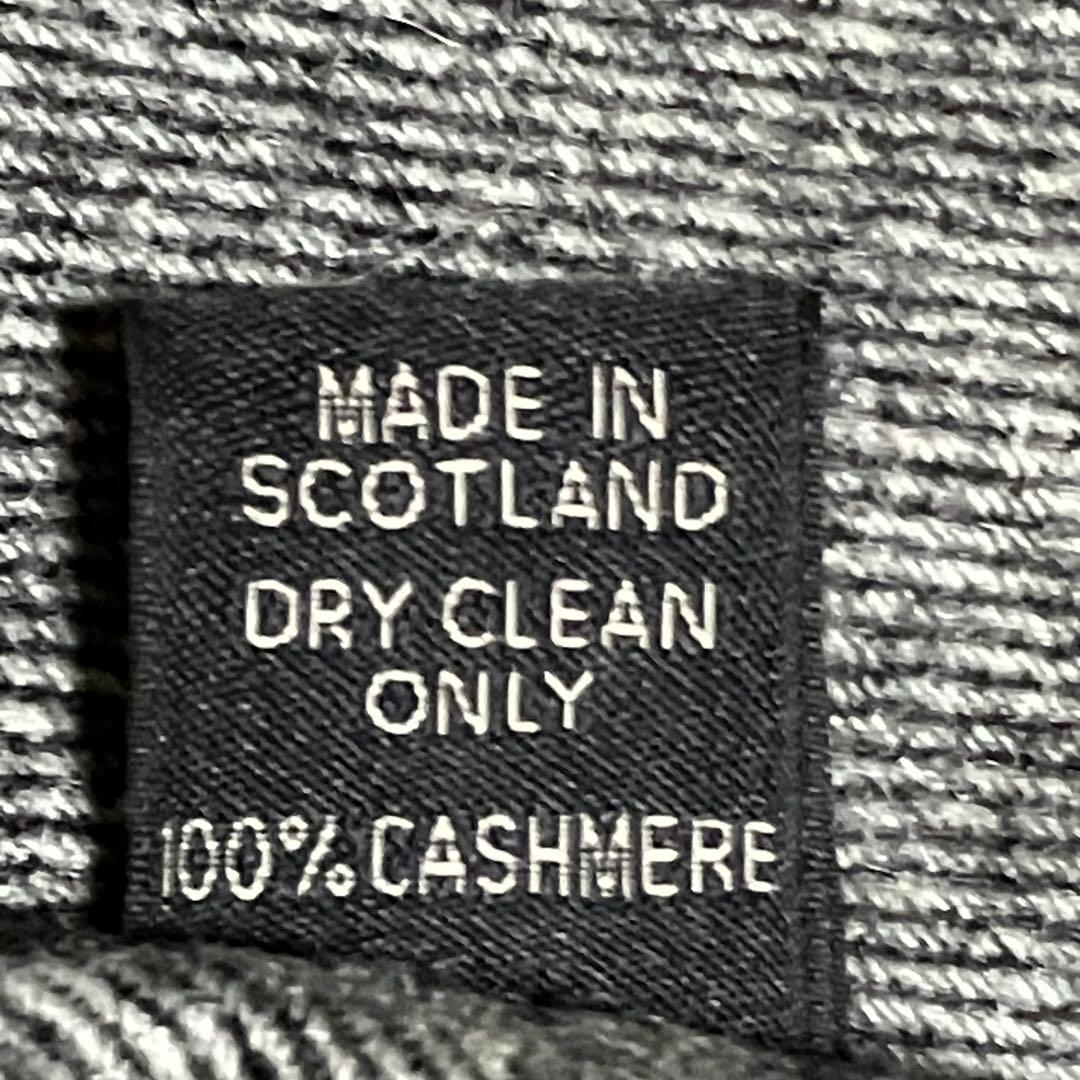 MADE IN
SCOTLAND
DRY CLEAN
ONLY
100% CASHMERE